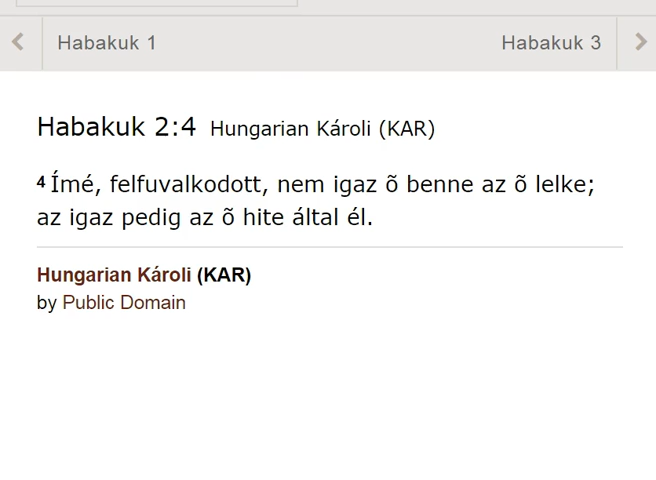 Habakuk 1 Habakuk 3
Habakuk 2:4 Hungarian Károli (KAR)
4 Ímé, felfuvalkodott, nem igaz õ benne az õ lelke;
az igaz pedig az õ hite által él.
Hungarian Károli (KAR)
by Public Domain